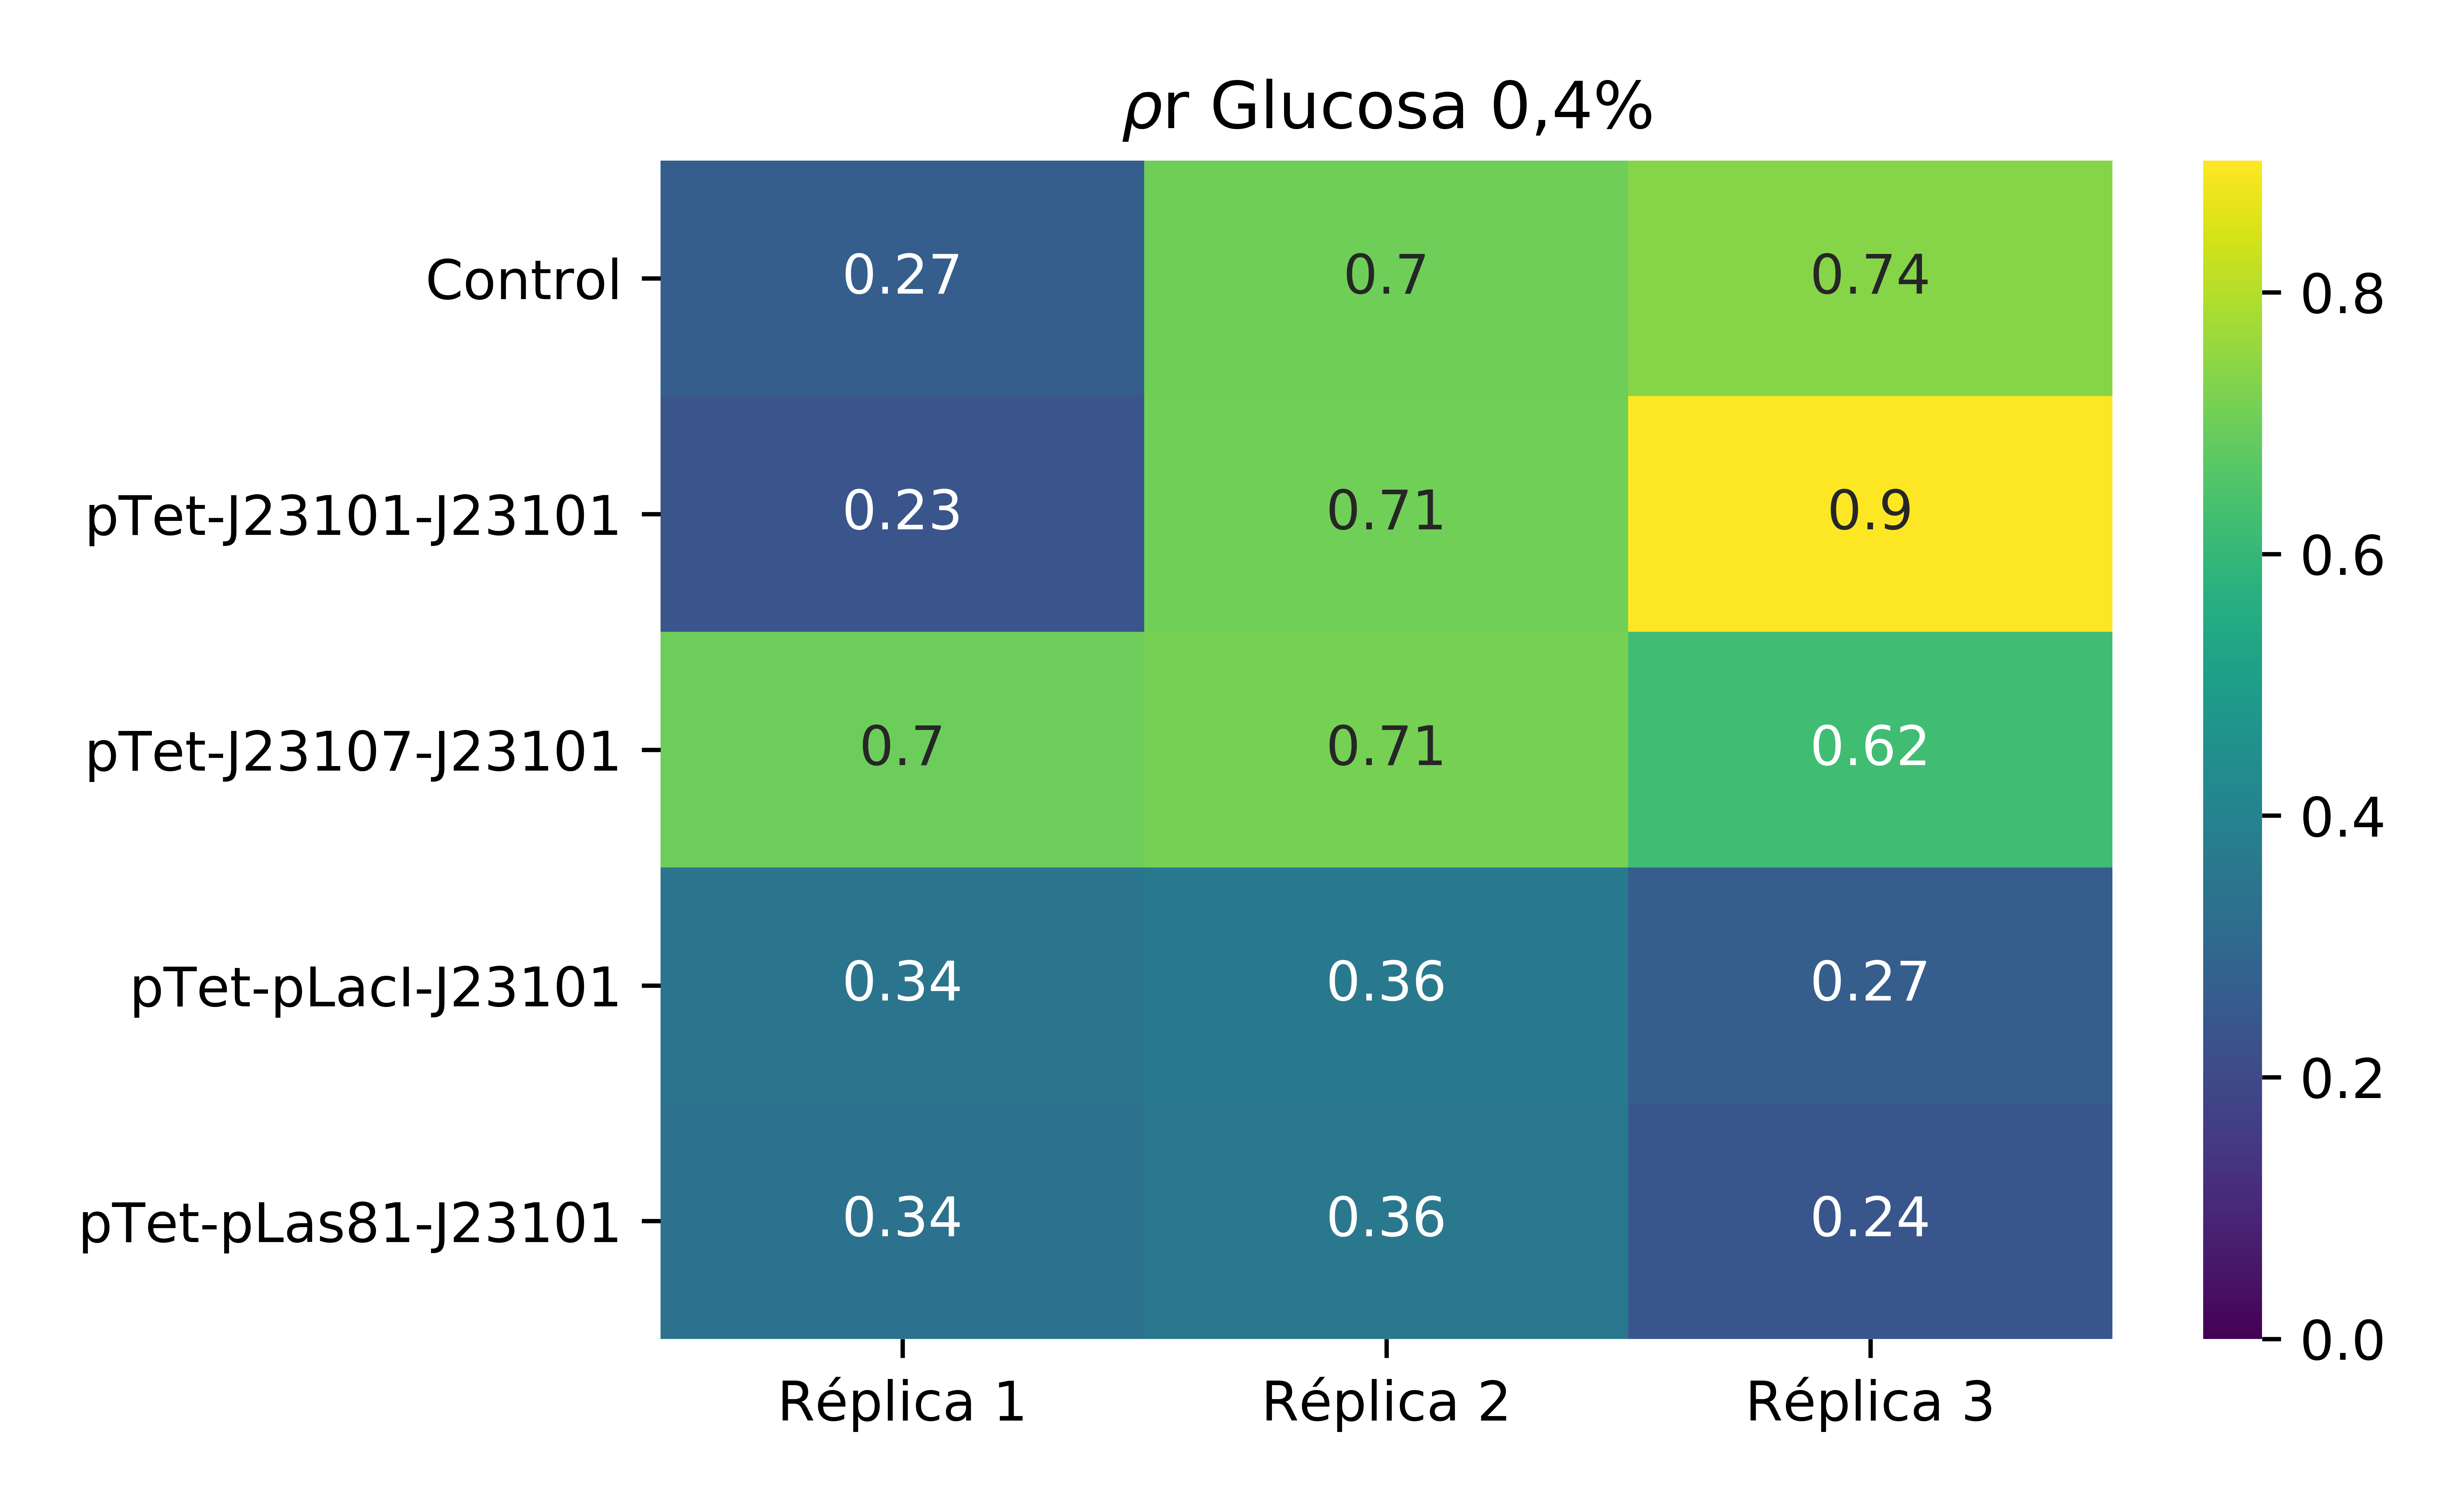 ρr Glucosa 0,4%
Control 0.27 0.7 0.74
pTet-J23101-J23101 0.23 0.71 0.9
pTet-J23107-J23101 0.7 0.71 0.62
pTet-pLacI-J23101 0.34 0.36 0.27
pTet-pLas81-J23101 0.34 0.36 0.24
Réplica 1 Réplica 2 Réplica 3
0.8
0.6
0.4
0.2
0.0